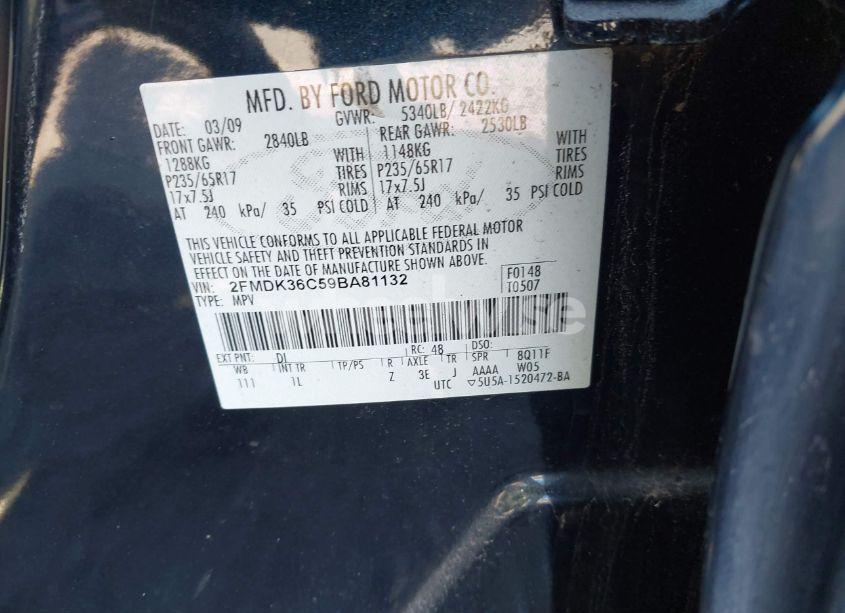 MFD. BY FORD MOTOR CO.
DATE: 03/09 GVWR: 5340LB/ 2422KG
FRONT GAWR: 2840LB REAR GAWR: 2530LB
1288KG WITH 1148KG WITH
P235/65R17 TIRES P235/65R17 TIRES
17x7.5J RIMS 17x7.5J RIMS
AT 240 kPa/ 35 PSI COLD AT 240 kPa/ 35 PSI COLD
THIS VEHICLE CONFORMS TO ALL APPLICABLE FEDERAL MOTOR
VEHICLE SAFETY AND THEFT PREVENTION STANDARDS IN
EFFECT ON THE DATE OF MANUFACTURE SHOWN ABOVE.
VIN: 2FMDK36C59BA81132 F0148
TYPE: MPV T0507
EXT PNT: DI RC: 48 DSO:
WB INT TR TP/PS R AXLE TR SPR 8Q11F
111 1L Z 3E J AAAA W05
UTC ▽5U5A-1520472-BA